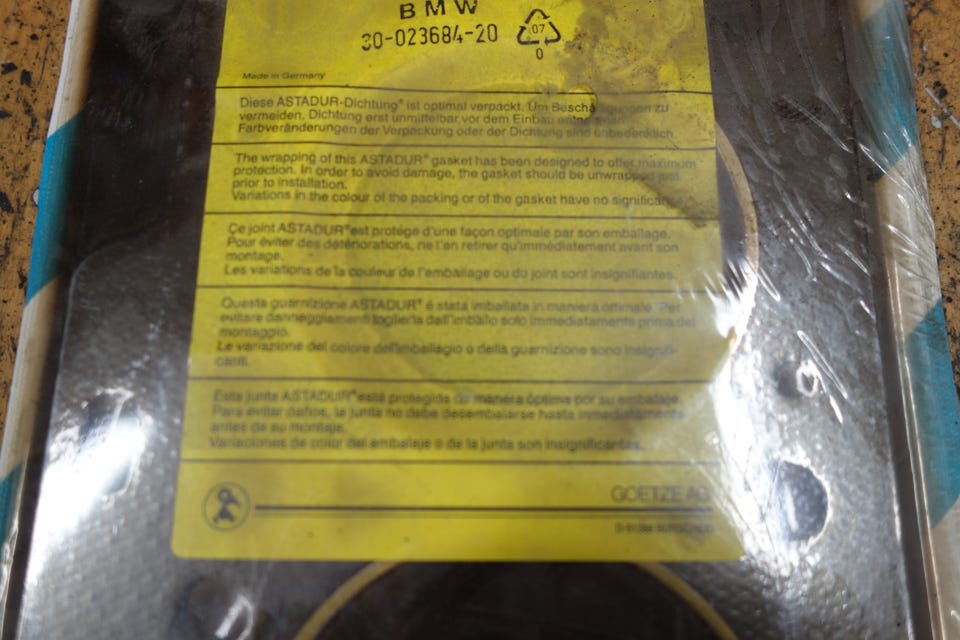 BMW
30-023684-20
07
0
Made in Germany
Diese ASTADUR-Dichtung® ist optimal verpackt. Um Beschädigungen zu
vermeiden, Dichtung erst unmittelbar vor dem Einbau
Farbveränderungen der Verpackung oder der Dichtung sind unbedenklich.
The wrapping of this ASTADUR® gasket has been designed to offer maximum
protection. In order to avoid damage, the gasket should be unwrapped just
prior to installation.
Variations in the colour of the packing or of the gasket have no significance.
Ce joint ASTADUR® est protégé d'une façon optimale par son emballage.
Pour éviter des détériorations, ne l'en retirer qu'immédiatement avant son
montage.
Les variations de la couleur de l'emballage ou du joint sont insignifiantes.
Questa guarnizione ASTADUR® é stata imballata in maniera ottimale. Per
evitare danneggiamenti toglierla dall'imballo solo immediatamente prima del
montaggio.
Le variazione del colore dell'imballagio o della guarnizione sono insignifi-
canti.
Esta junta ASTADUR® está protegida de manera óptima por su embalaje.
Para evitar daños, la junta no debe desembalarse hasta inmediatamente
antes de su montaje.
Variaciones de color del embalaje o de la junta son insignificantes.
GOETZE AG